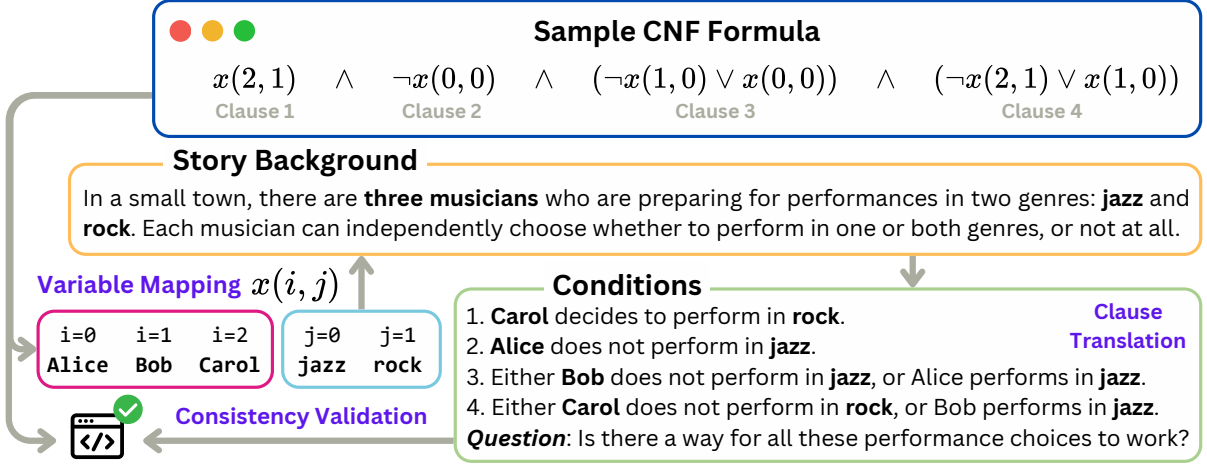 Sample CNF Formula
x(2, 1) ∧ ¬x(0, 0) ∧ (¬x(1, 0) ∨ x(0, 0)) ∧ (¬x(2, 1) ∨ x(1, 0))
Clause 1 Clause 2 Clause 3 Clause 4
Story Background
In a small town, there are three musicians who are preparing for performances in two genres: jazz and
rock. Each musician can independently choose whether to perform in one or both genres, or not at all.
Variable Mapping x(i, j)
i=0 i=1 i=2
Alice Bob Carol
j=0 j=1
jazz rock
Conditions
Clause
Translation
1. Carol decides to perform in rock.
2. Alice does not perform in jazz.
3. Either Bob does not perform in jazz, or Alice performs in jazz.
4. Either Carol does not perform in rock, or Bob performs in jazz.
Question: Is there a way for all these performance choices to work?
Consistency Validation
</>